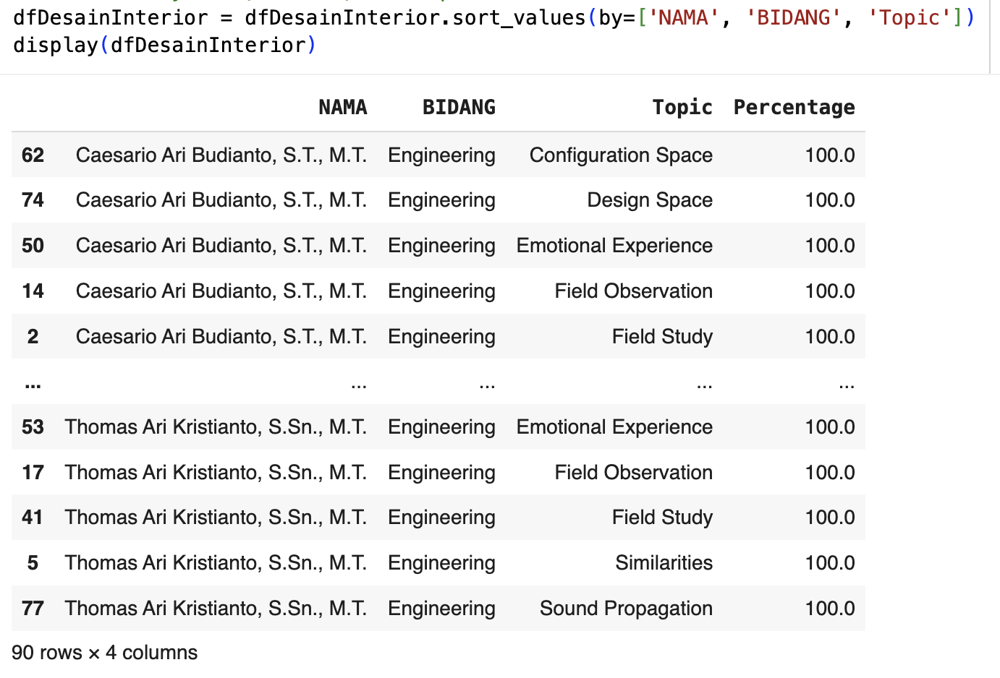 dfDesainInterior = dfDesainInterior.sort_values(by=['NAMA', 'BIDANG', 'Topic'])
display(dfDesainInterior)
NAMA BIDANG Topic Percentage
62 Caesario Ari Budianto, S.T., M.T. Engineering Configuration Space 100.0
74 Caesario Ari Budianto, S.T., M.T. Engineering Design Space 100.0
50 Caesario Ari Budianto, S.T., M.T. Engineering Emotional Experience 100.0
14 Caesario Ari Budianto, S.T., M.T. Engineering Field Observation 100.0
2 Caesario Ari Budianto, S.T., M.T. Engineering Field Study 100.0
... ... ... ... ...
53 Thomas Ari Kristianto, S.Sn., M.T. Engineering Emotional Experience 100.0
17 Thomas Ari Kristianto, S.Sn., M.T. Engineering Field Observation 100.0
41 Thomas Ari Kristianto, S.Sn., M.T. Engineering Field Study 100.0
5 Thomas Ari Kristianto, S.Sn., M.T. Engineering Similarities 100.0
77 Thomas Ari Kristianto, S.Sn., M.T. Engineering Sound Propagation 100.0
90 rows × 4 columns